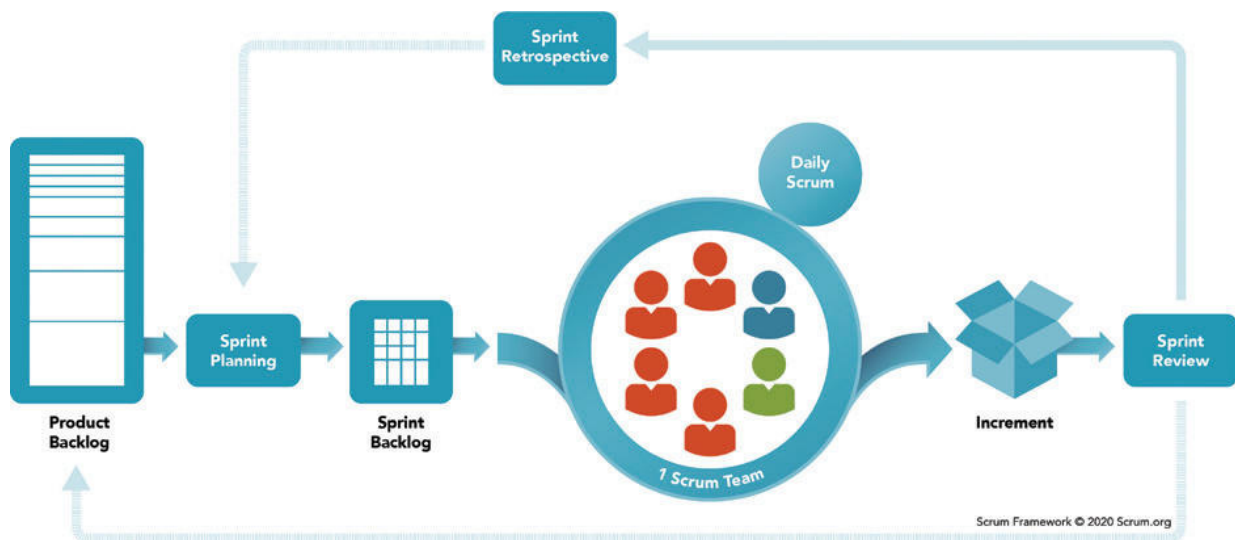 Sprint
Retrospective
Daily
Scrum
Sprint
Planning
Sprint
Review
Product
Backlog
Sprint
Backlog
1 Scrum Team
Increment
Scrum Framework © 2020 Scrum.org